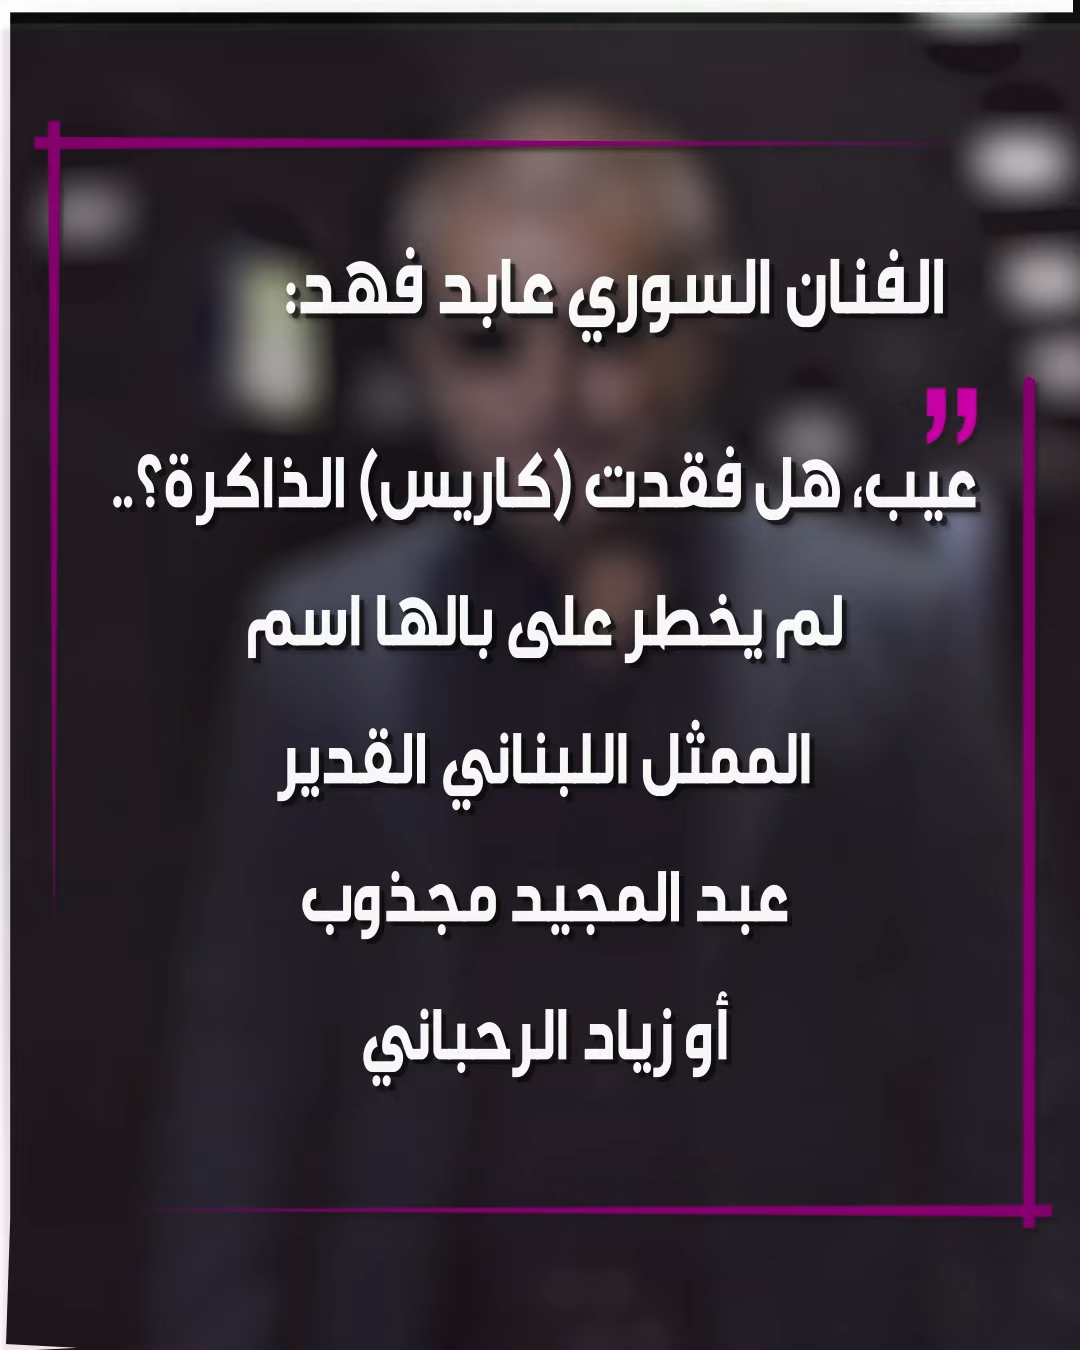 الفنان السوري عابد فهد:
”
عيب، هل فقدت (كاريس) الذاكرة؟..
لم يخطر على بالها اسم
الممثل اللبناني القدير
عبد المجيد مجذوب
أو زياد الرحباني